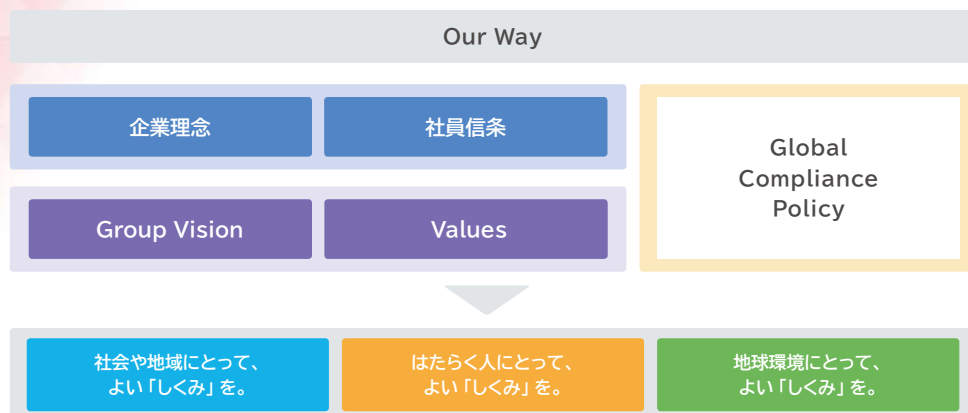 Our Way
企業理念
社員信条
Group Vision
Values
Global
Compliance
Policy
社会や地域にとって、
よい「しくみ」を。
はたらく人にとって、
よい「しくみ」を。
地球環境にとって、
よい「しくみ」を。